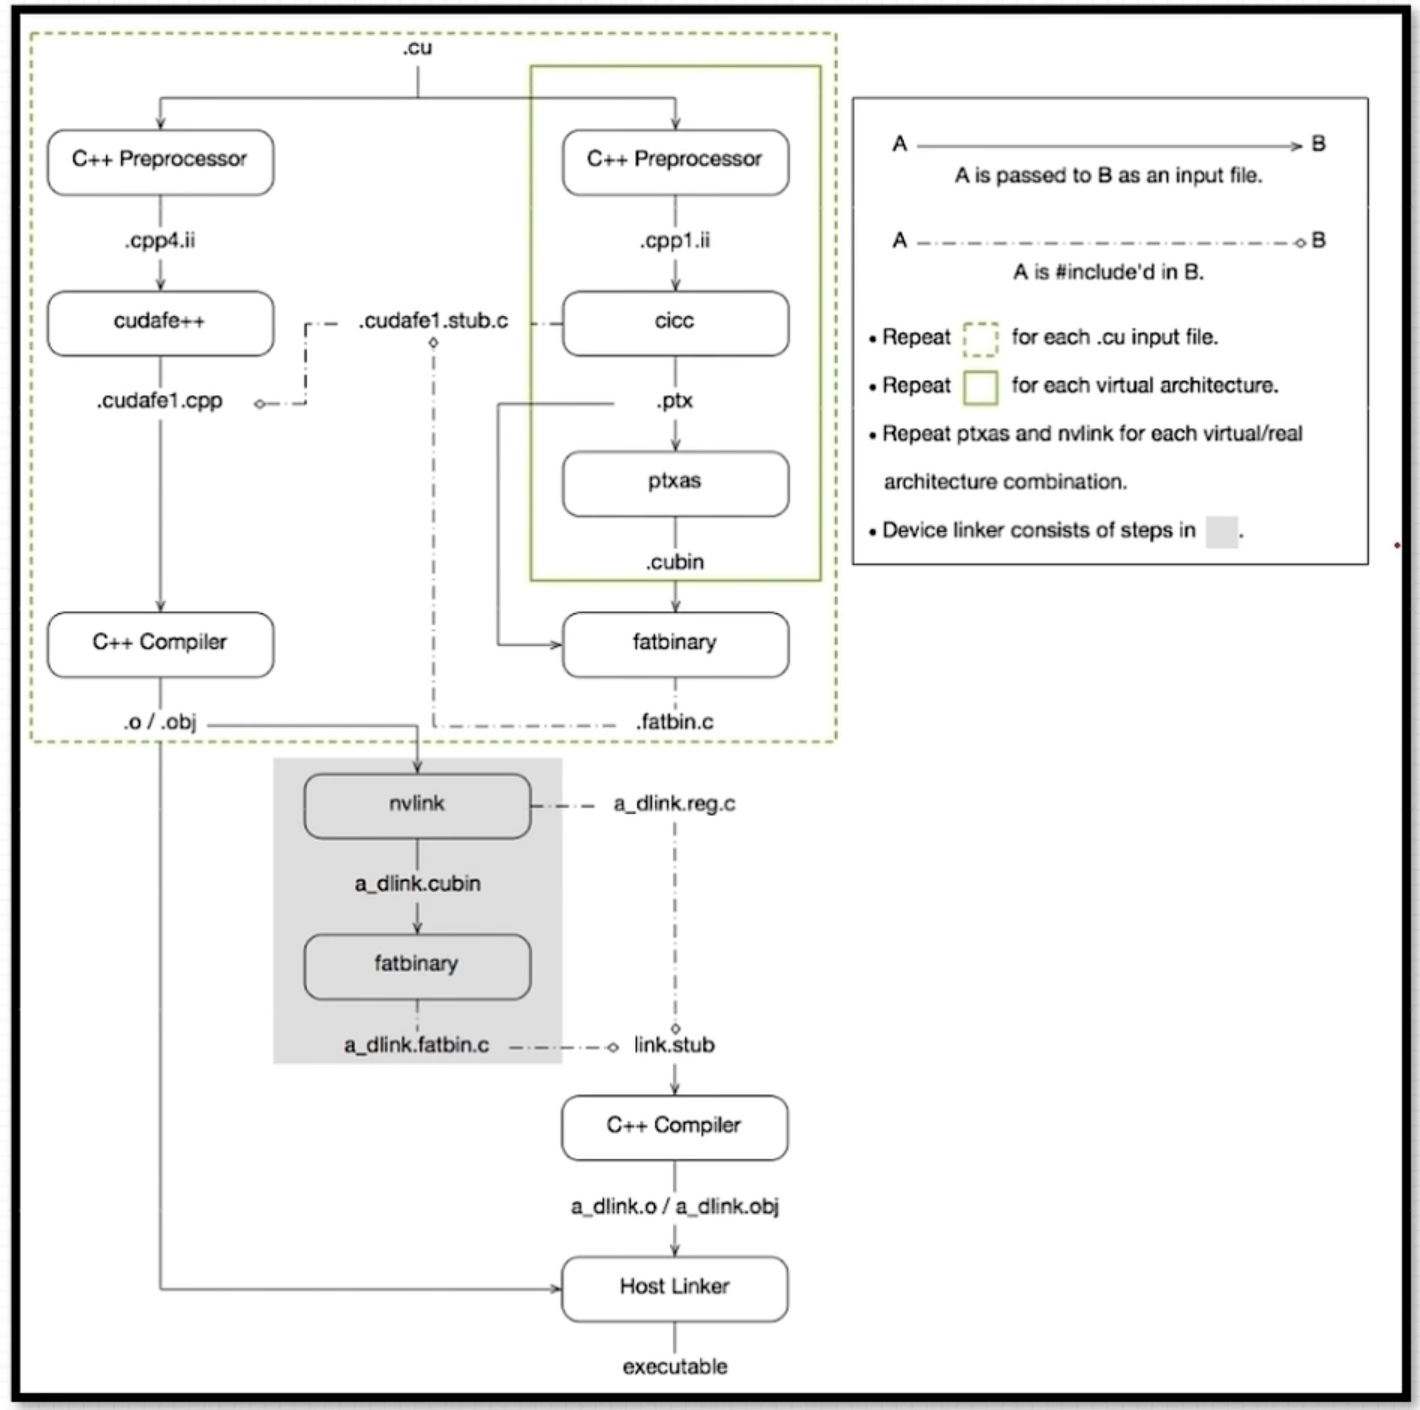 .cu
C++ Preprocessor
C++ Preprocessor
.cpp4.ii
.cpp1.ii
cudafe++
.cudafe1.stub.c
cicc
.cudafe1.cpp
.ptx
ptxas
.cubin
C++ Compiler
fatbinary
.o / .obj
.fatbin.c
nvlink
a_dlink.reg.c
a_dlink.cubin
fatbinary
a_dlink.fatbin.c
link.stub
C++ Compiler
a_dlink.o / a_dlink.obj
Host Linker
executable
A B
A is passed to B as an input file.
A B
A is #include'd in B.
• Repeat for each .cu input file.
• Repeat for each virtual architecture.
• Repeat ptxas and nvlink for each virtual/real
architecture combination.
• Device linker consists of steps in .